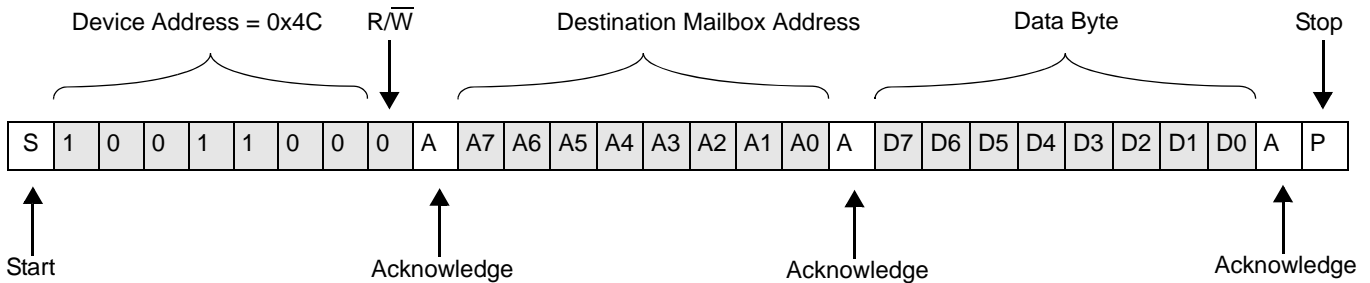 Device Address = 0x4C R/W̅ Destination Mailbox Address Data Byte Stop
S 1 0 0 1 1 0 0 0 A A7 A6 A5 A4 A3 A2 A1 A0 A D7 D6 D5 D4 D3 D2 D1 D0 A P
Start Acknowledge Acknowledge Acknowledge